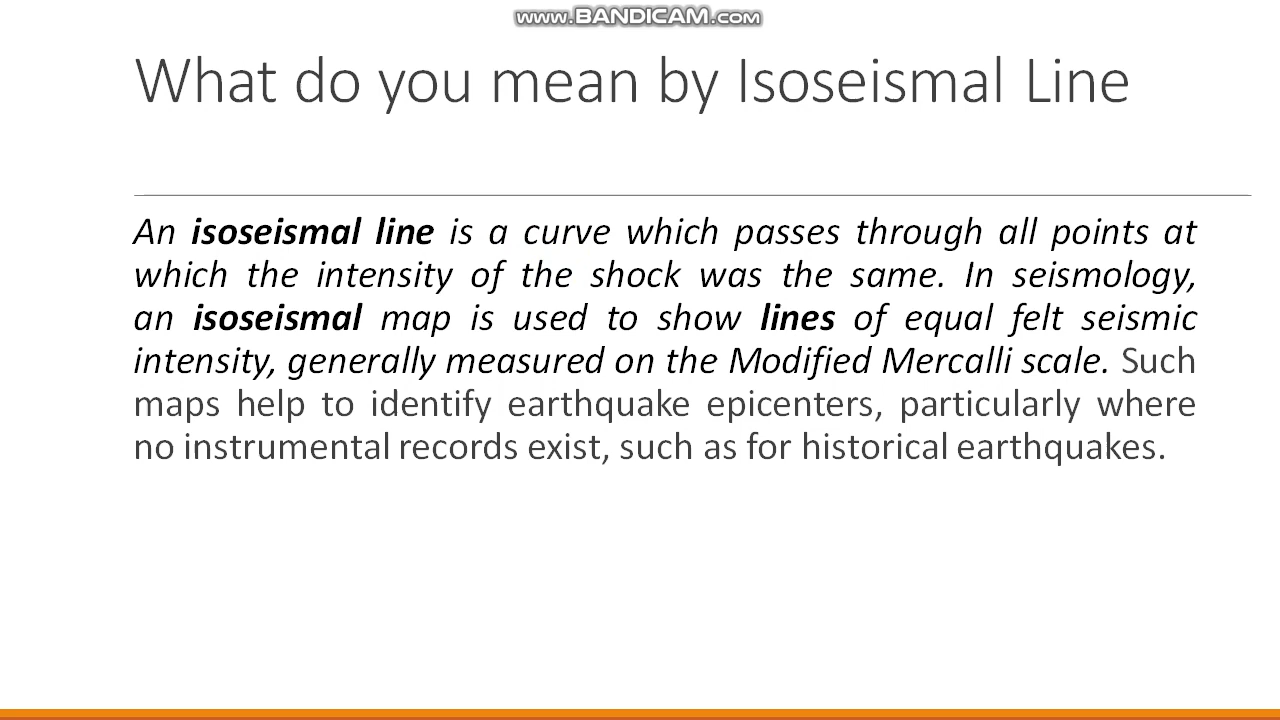 www.BANDICAM.com
What do you mean by Isoseismal Line
An isoseismal line is a curve which passes through all points at
which the intensity of the shock was the same. In seismology,
an isoseismal map is used to show lines of equal felt seismic
intensity, generally measured on the Modified Mercalli scale. Such
maps help to identify earthquake epicenters, particularly where
no instrumental records exist, such as for historical earthquakes.